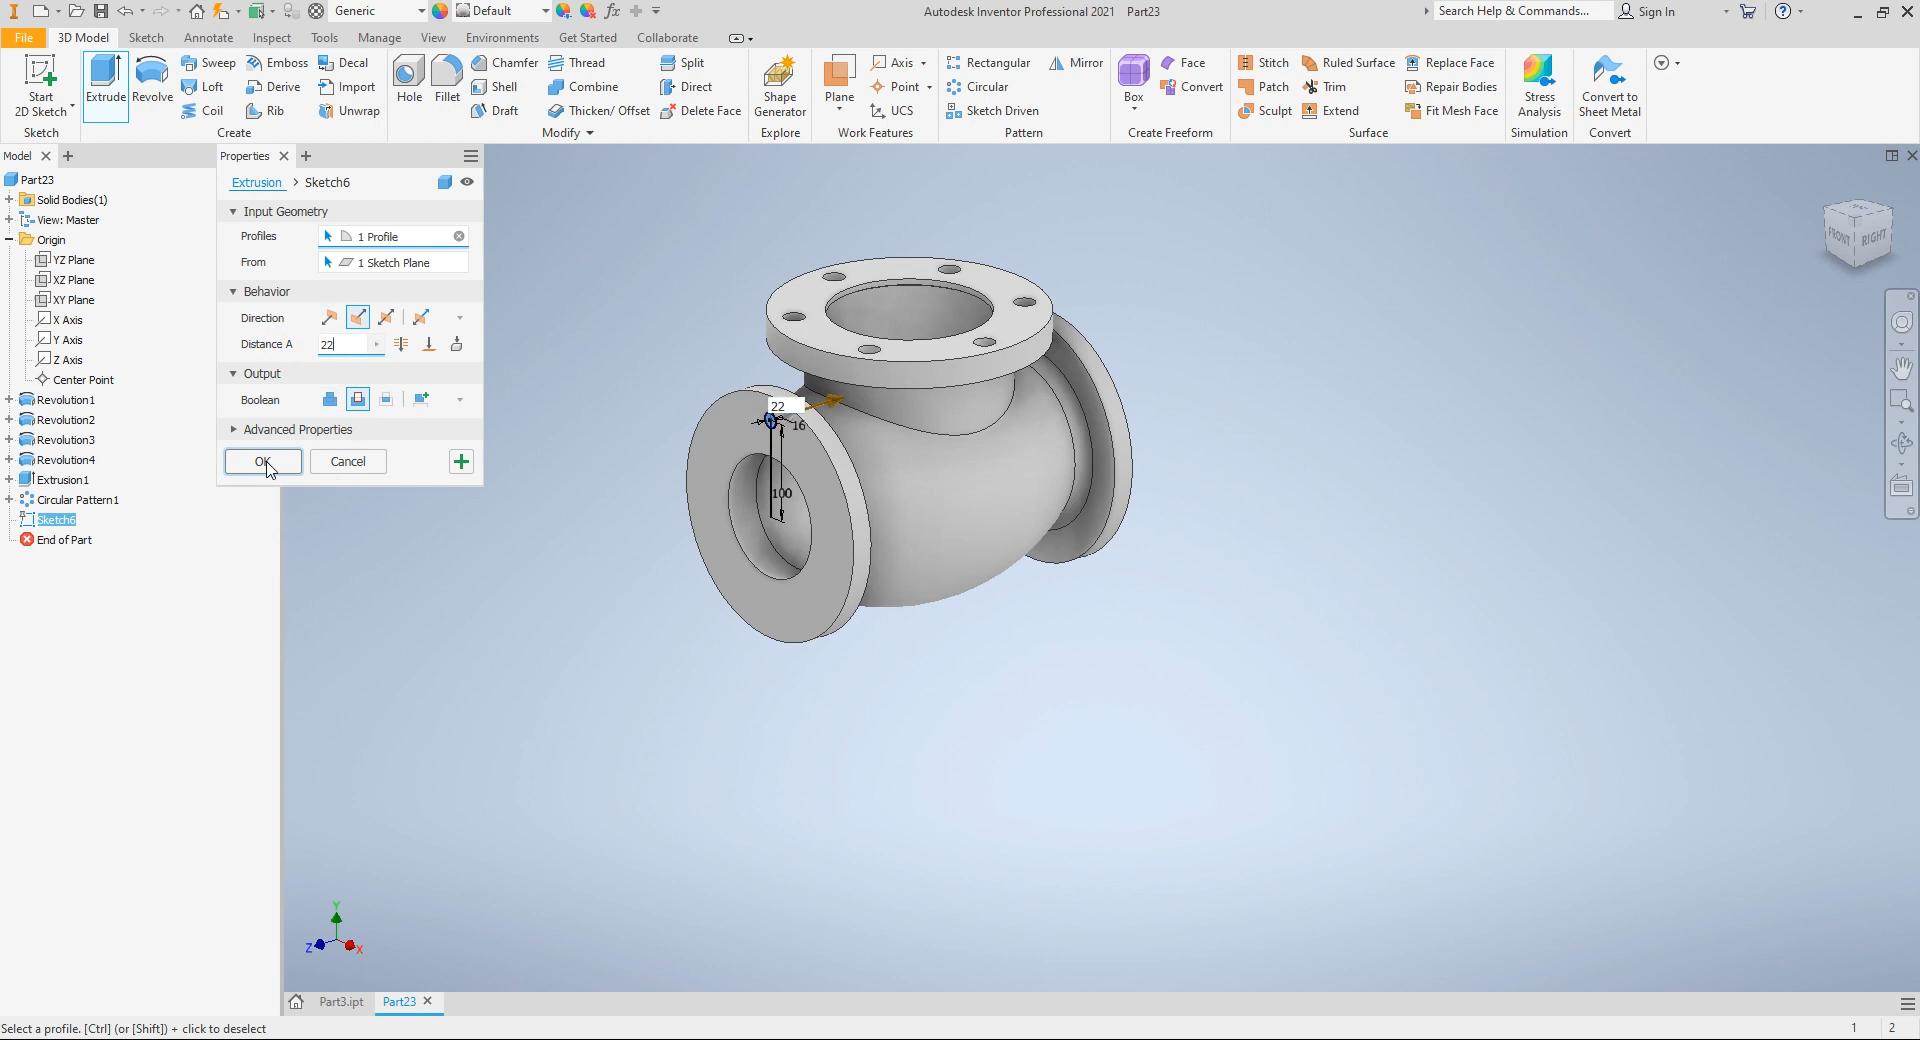 Generic Default Autodesk Inventor Professional 2021 Part23 Search Help & Commands... Sign In
File 3D Model Sketch Annotate Inspect Tools Manage View Environments Get Started Collaborate
Start 2D Sketch
Extrude
Revolve
Sweep Emboss Decal
Loft Derive Import
Coil Rib Unwrap
Hole
Fillet
Chamfer Thread Split
Shell Combine Direct
Draft Thicken/ Offset Delete Face
Shape Generator
Plane
Axis
Point
UCS
Rectangular Mirror
Circular
Sketch Driven
Box
Face
Convert
Stitch Ruled Surface Replace Face
Patch Trim Repair Bodies
Sculpt Extend Fit Mesh Face
Stress Analysis
Convert to Sheet Metal
Sketch Create Modify Explore Work Features Pattern Create Freeform Surface Simulation Convert
Model
Part23
Solid Bodies(1)
View: Master
Origin
YZ Plane
XZ Plane
XY Plane
X Axis
Y Axis
Z Axis
Center Point
Revolution1
Revolution2
Revolution3
Revolution4
Extrusion1
Circular Pattern1
Sketch6
End of Part
Properties
Extrusion > Sketch6
Input Geometry
Profiles 1 Profile
From 1 Sketch Plane
Behavior
Direction
Distance A 22
Output
Boolean
Advanced Properties
OK Cancel
22
16
100
FRONT RIGHT
Y
Z X
Part3.ipt Part23
Select a profile. [Ctrl] (or [Shift]) + click to deselect 1 2